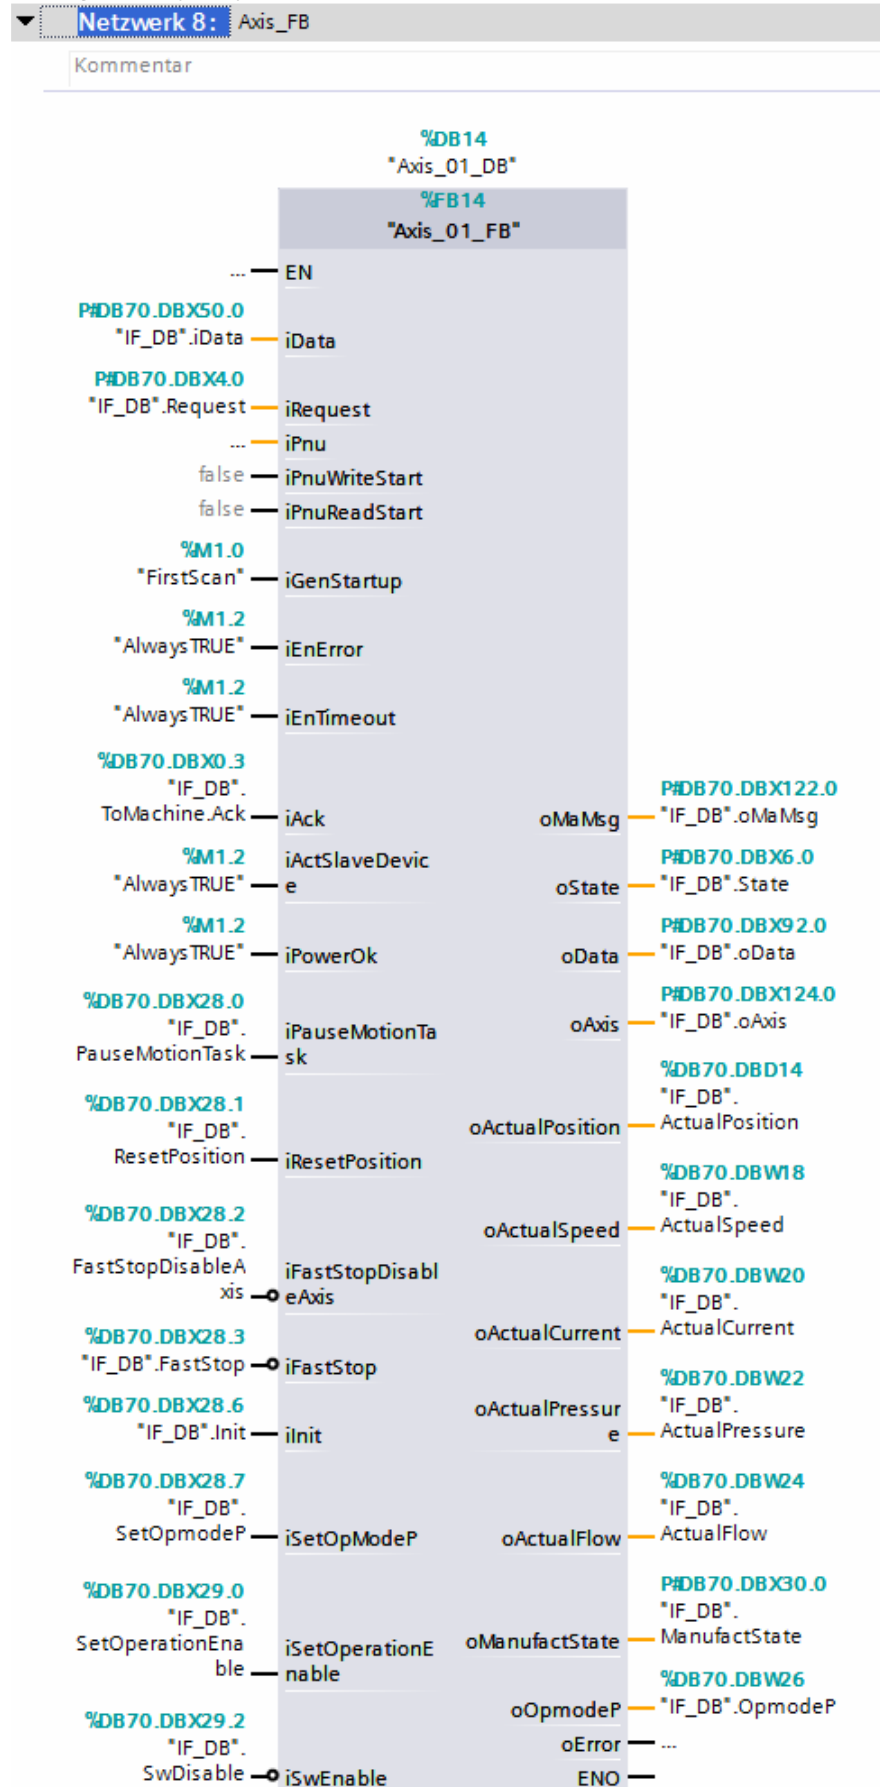 Netzwerk 8: Axis_FB
Kommentar
%DB14
"Axis_01_DB"
%FB14
"Axis_01_FB"
... EN
P#DB70.DBX50.0
"IF_DB".iData iData
P#DB70.DBX4.0
"IF_DB".Request iRequest
... iPnu
false iPnuWriteStart
false iPnuReadStart
%M1.0
"FirstScan" iGenStartup
%M1.2
"AlwaysTRUE" iEnError
%M1.2
"AlwaysTRUE" iEnTimeout
%DB70.DBX0.3
"IF_DB".
ToMachine.Ack iAck
%M1.2
"AlwaysTRUE" iActSlaveDevic
e
%M1.2
"AlwaysTRUE" iPowerOk
%DB70.DBX28.0
"IF_DB".
PauseMotionTask iPauseMotionTa
sk
%DB70.DBX28.1
"IF_DB".
ResetPosition iResetPosition
%DB70.DBX28.2
"IF_DB".
FastStopDisableA
xis iFastStopDisabl
eAxis
%DB70.DBX28.3
"IF_DB".FastStop iFastStop
%DB70.DBX28.6
"IF_DB".Init iInit
%DB70.DBX28.7
"IF_DB".
SetOpmodeP iSetOpModeP
%DB70.DBX29.0
"IF_DB".
SetOperationEna
ble iSetOperationE
nable
%DB70.DBX29.2
"IF_DB".
SwDisable iSwEnable
P#DB70.DBX122.0
oMaMsg "IF_DB".oMaMsg
P#DB70.DBX6.0
oState "IF_DB".State
P#DB70.DBX92.0
oData "IF_DB".oData
P#DB70.DBX124.0
oAxis "IF_DB".oAxis
%DB70.DBD14
"IF_DB".
oActualPosition ActualPosition
%DB70.DBW18
"IF_DB".
oActualSpeed ActualSpeed
%DB70.DBW20
"IF_DB".
oActualCurrent ActualCurrent
%DB70.DBW22
"IF_DB".
oActualPressur
e ActualPressure
%DB70.DBW24
"IF_DB".
oActualFlow ActualFlow
P#DB70.DBX30.0
"IF_DB".
oManufactState ManufactState
%DB70.DBW26
oOpmodeP "IF_DB".OpmodeP
oError ...
ENO